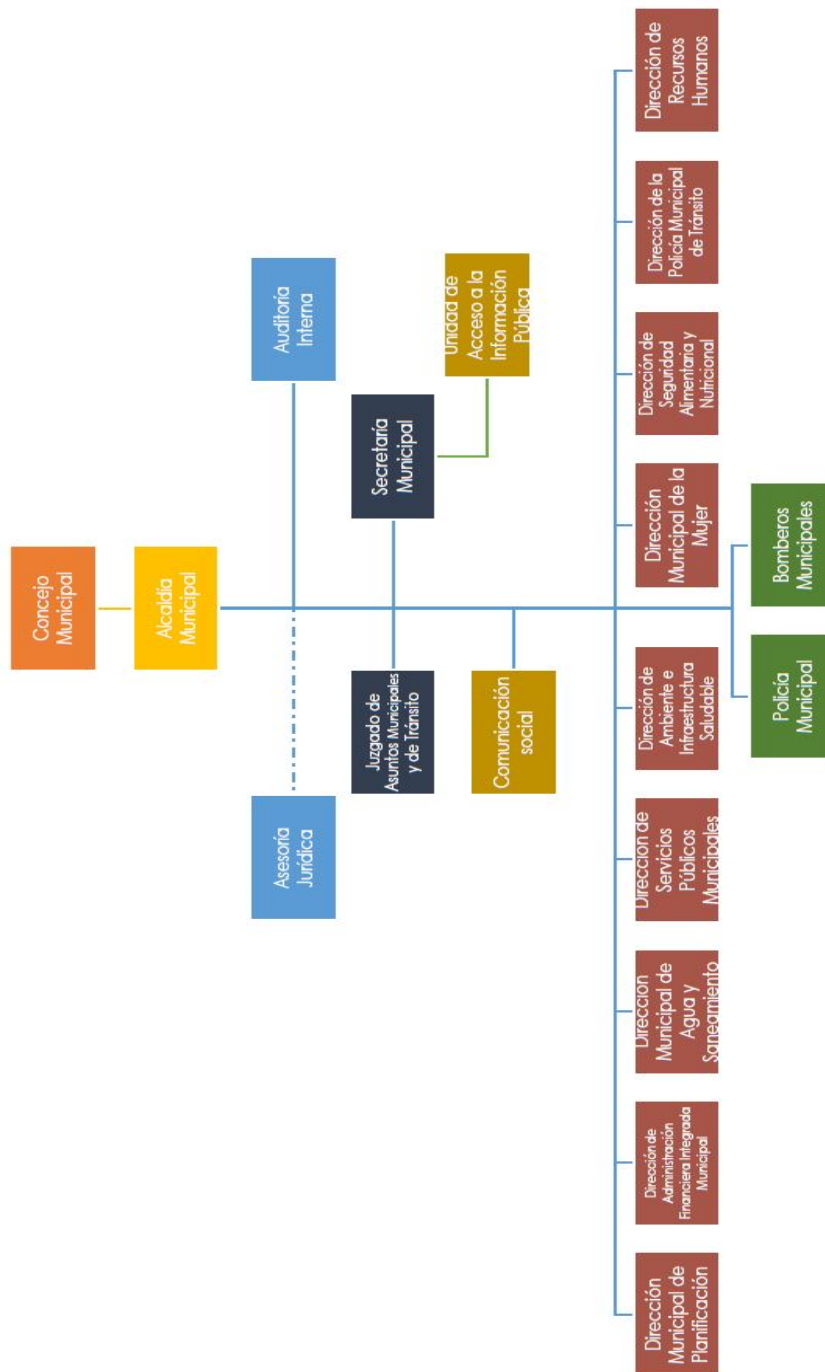 Concejo
Municipal
Alcaldía
Municipal
Asesoría
Jurídica
Auditoría
Interna
Juzgado de
Asuntos Municipales
y de Tránsito
Secretaría
Municipal
Comunicación
social
Unidad de
Acceso a la
Información
Pública
Dirección
Municipal de
Planificación
Dirección de
Administración
Financiera Integrada
Municipal
Direccion
Municipal de
Agua y
Saneamiento
Direccion de
Servicios
Públicos
Municipales
Dirección de
Ambiente e
Infraestructura
Saludable
Dirección
Municipal de la
Mujer
Dirección de
Seguridad
Alimentaria y
Nutricional
Dirección de la
Policía Municipal
de Tránsito
Dirección de
Recursos
Humanos
Policía
Municipal
Bomberos
Municipales